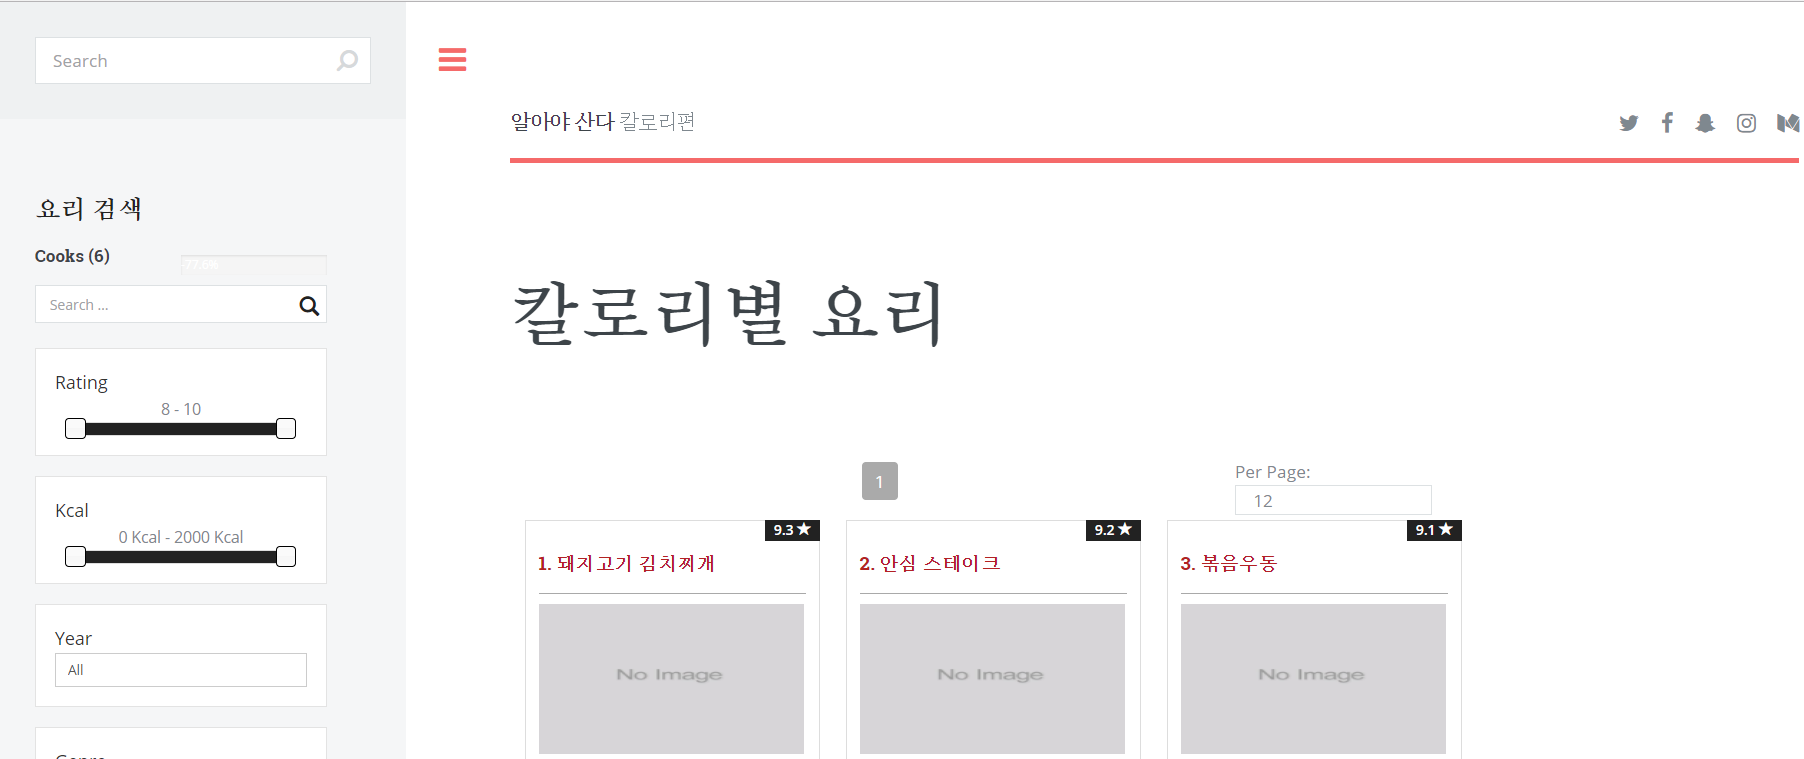 Search
알아야 산다 칼로리편
요리 검색
Cooks (6)
-77.6%
Search ...
Rating
8 - 10
Kcal
0 Kcal - 2000 Kcal
Year
All
Genre
칼로리별 요리
1
Per Page:
12
9.3
1. 돼지고기 김치찌개
No Image
9.2
2. 안심 스테이크
No Image
9.1
3. 볶음우동
No Image